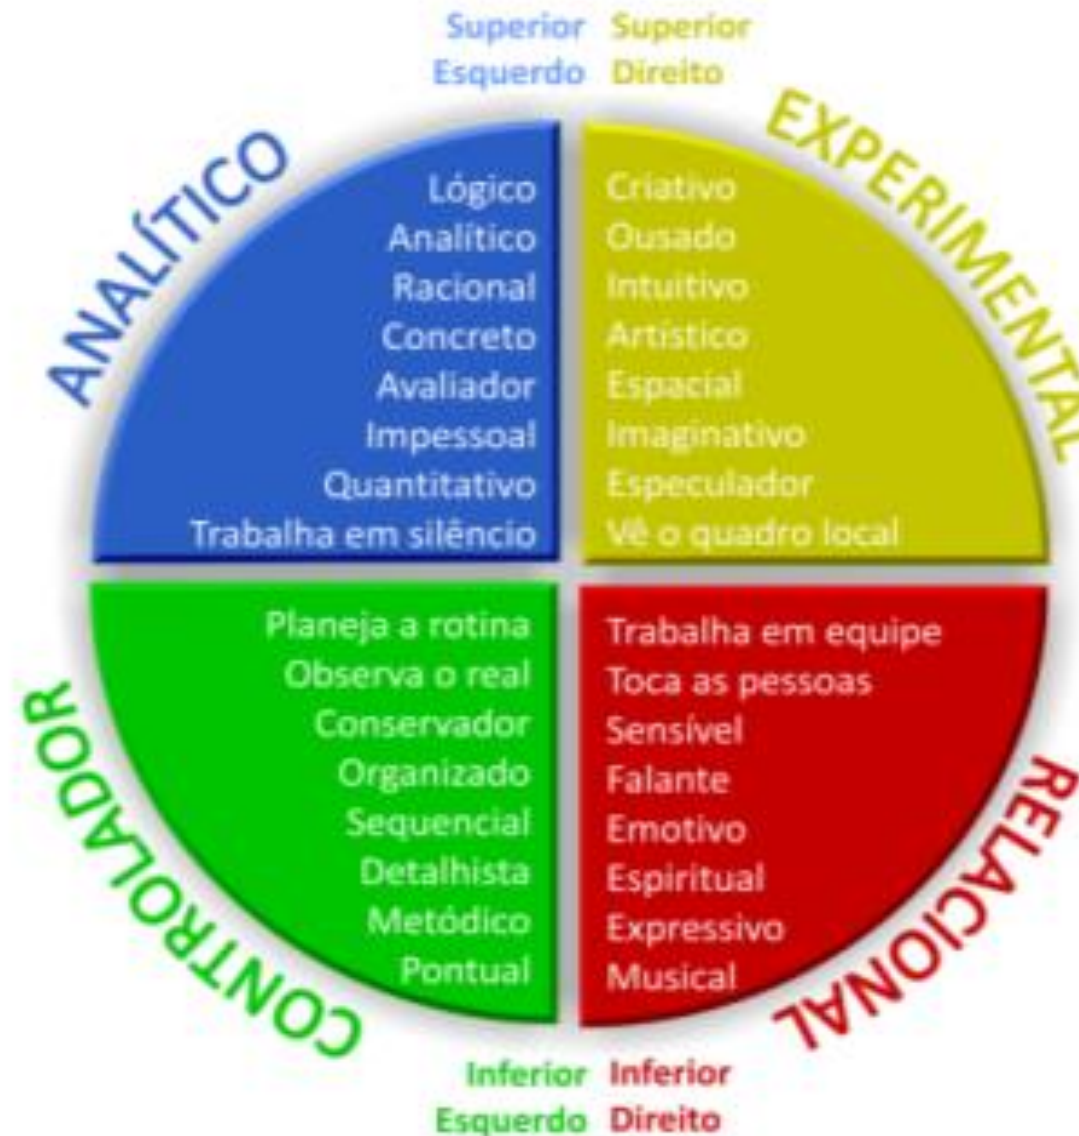 Superior
Esquerdo
Superior
Direito
ANALÍTICO
Lógico
Analítico
Racional
Concreto
Avaliador
Impessoal
Quantitativo
Trabalha em silêncio
EXPERIMENTAL
Criativo
Ousado
Intuitivo
Artístico
Espacial
Imaginativo
Especulador
Vê o quadro local
CONTROLADOR
Planeja a rotina
Observa o real
Conservador
Organizado
Sequencial
Detalhista
Metódico
Pontual
RELACIONAL
Trabalha em equipe
Toca as pessoas
Sensível
Falante
Emotivo
Espiritual
Expressivo
Musical
Inferior
Esquerdo
Inferior
Direito